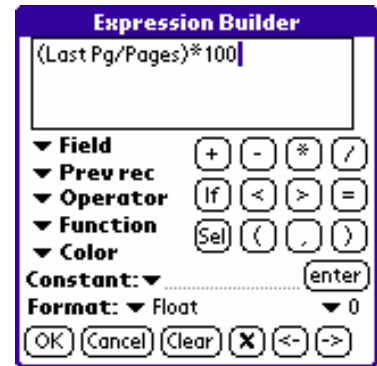 Expression Builder
(Last Pg/Pages)*100
Field
+ - * /
Prev rec
Operator
If < > =
Function
Sel ( , )
Color
Constant:
enter
Format: Float 0
OK Cancel Clear X <- ->